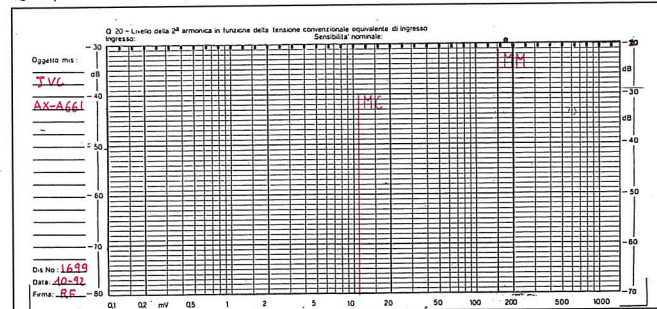 Q 20 - Livello della 2ª armonica in funzione della tensione convenzionale equivalente di ingresso
Ingresso: Sensibilita' nominale:
Oggetto mis:
JVC
AX-A661
MM
MC
-30
dB
-40
-50
-60
-70
-80
-20
dB
-30
dB
-40
-50
-60
-70
Dis No: 1699
Data: 10-92
Firma: RF
0,1 0,2 mV 0,5 1 2 5 10 20 50 100 200 500 1000